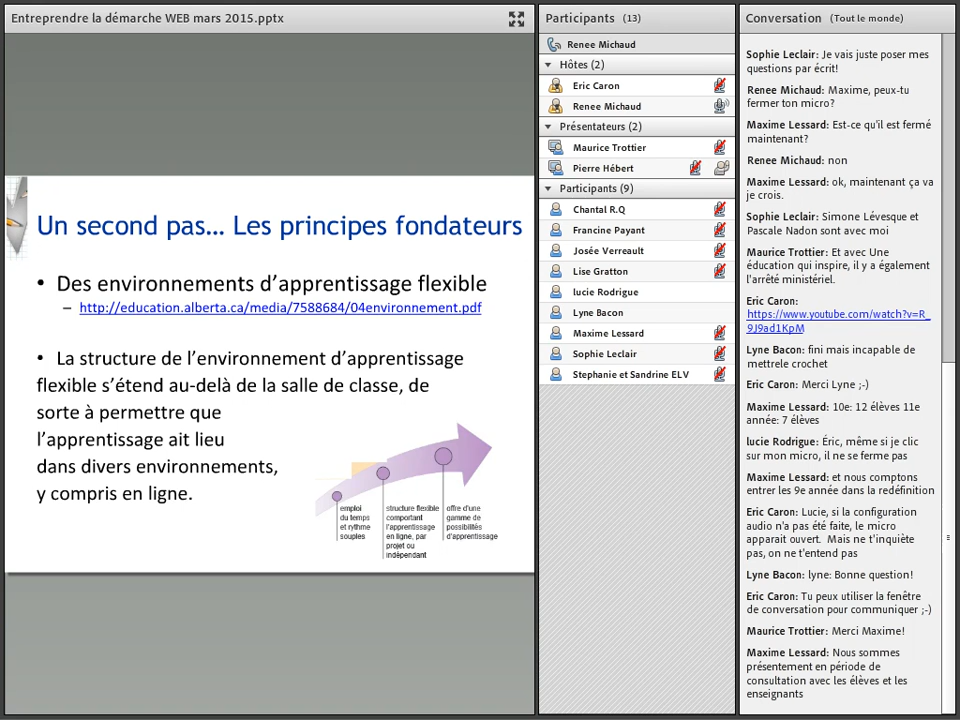 Entreprendre la démarche WEB mars 2015.pptx
Un second pas... Les principes fondateurs
• Des environnements d'apprentissage flexible
– http://education.alberta.ca/media/7588684/04environnement.pdf
• La structure de l'environnement d'apprentissage
flexible s'étend au-delà de la salle de classe, de
sorte à permettre que
l'apprentissage ait lieu
dans divers environnements,
y compris en ligne.
emploi
du temps
et rythme
souples
structure flexible
comportant
l'apprentissage
en ligne, par
projet ou
indépendant
offre d'une
gamme de
possibilités
d'apprentissage
Participants (13)
Renee Michaud
Hôtes (2)
Eric Caron
Renee Michaud
Présentateurs (2)
Maurice Trottier
Pierre Hébert
Participants (9)
Chantal R.Q
Francine Payant
Josée Verreault
Lise Gratton
lucie Rodrigue
Lyne Bacon
Maxime Lessard
Sophie Leclair
Stephanie et Sandrine ELV
Conversation (Tout le monde)
Sophie Leclair: Je vais juste poser mes
questions par écrit!
Renee Michaud: Maxime, peux-tu
fermer ton micro?
Maxime Lessard: Est-ce qu'il est fermé
maintenant?
Renee Michaud: non
Maxime Lessard: ok, maintenant ça va
je crois.
Sophie Leclair: Simone Lévesque et
Pascale Nadon sont avec moi
Maurice Trottier: Et avec Une
éducation qui inspire, il y a également
l'arrêté ministériel.
Eric Caron:
https://www.youtube.com/watch?v=R_
9J9ad1KpM
Lyne Bacon: fini mais incapable de
mettrele crochet
Eric Caron: Merci Lyne ;-)
Maxime Lessard: 10e: 12 élèves 11e
année: 7 élèves
lucie Rodrigue: Éric, même si je clic
sur mon micro, il ne se ferme pas
Maxime Lessard: et nous comptons
entrer les 9e année dans la redéfinition
Eric Caron: Lucie, si la configuration
audio n'a pas été faite, le micro
apparait ouvert. Mais ne t'inquiète
pas, on ne t'entend pas
Lyne Bacon: lyne: Bonne question!
Eric Caron: Tu peux utiliser la fenêtre
de conversation pour communiquer ;-)
Maurice Trottier: Merci Maxime!
Maxime Lessard: Nous sommes
présentement en période de
consultation avec les élèves et les
enseignants